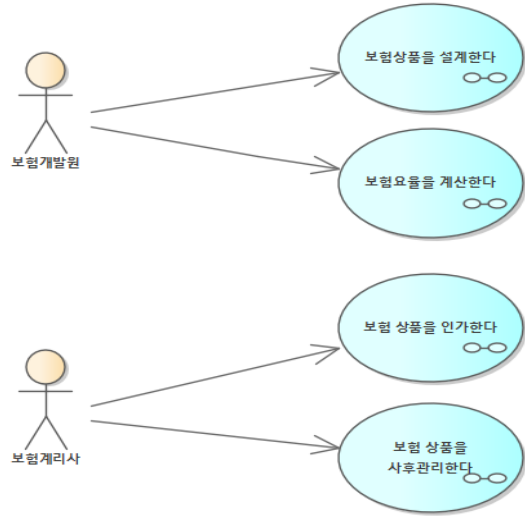 보험상품을 설계한다
보험개발원
보험요율을 계산한다
보험 상품을 인가한다
보험계리사
보험 상품을
사후관리한다